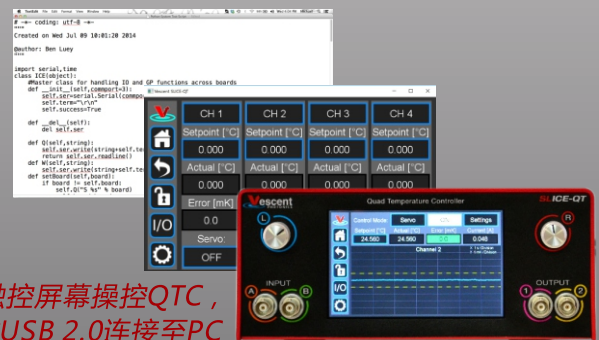 # -*- coding: utf-8 -*-
"""
Created on Wed Jul 09 10:01:20 2014
@author: Ben Luey
"""
import serial,time
class ICE(object):
#Master class for handling IO and GP functions across boards
def __init__(self,commport=3):
self.ser=serial.Serial(commpo
self.term="\r\n"
self.success=True
def __del__(self):
del self.ser
def Q(self,string):
self.ser.write(string+self.te
return self.ser.readline()
def W(self,string):
self.ser.write(string+self.te
def setBoard(self,board):
if board != self.board:
self.Q("S %s" % board)
Vescent SLICE-QT
CH 1 CH 2 CH 3 CH 4
Setpoint [°C] Setpoint [°C] Setpoint [°C] Setpoint [°C]
0.000 0.000 0.000 0.000
Actual [°C] Actual [°C] Actual [°C] Actual [°C]
0.000 0.000 0.000 0.000
Error [mK]
0.0
I/O
Servo:
OFF
Vescent Quad Temperature Controller SLICE-QT
L R
Control Mode Servo Settings
Setpoint [°C] Actual [°C] Error [mK] Current [A]
24.560 24.560 0.0 0.048
Channel 2
I/O
INPUT OUTPUT
A B 1 2
触控屏幕操控QTC，
USB 2.0连接至PC